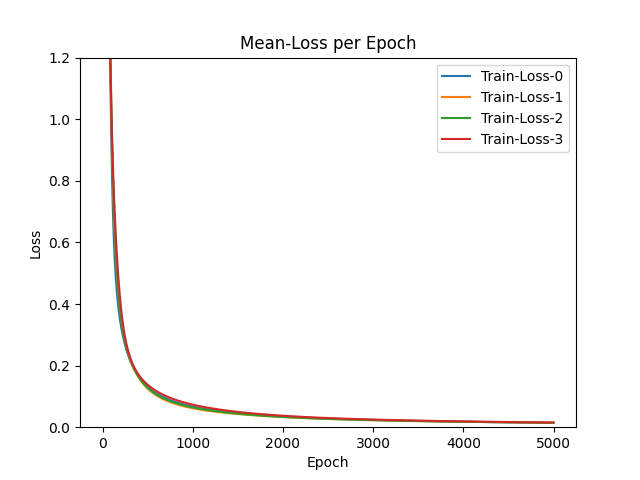 Mean-Loss per Epoch
1.2
1.0
0.8
0.6
0.4
0.2
0.0
Loss
Train-Loss-0
Train-Loss-1
Train-Loss-2
Train-Loss-3
0 1000 2000 3000 4000 5000
Epoch